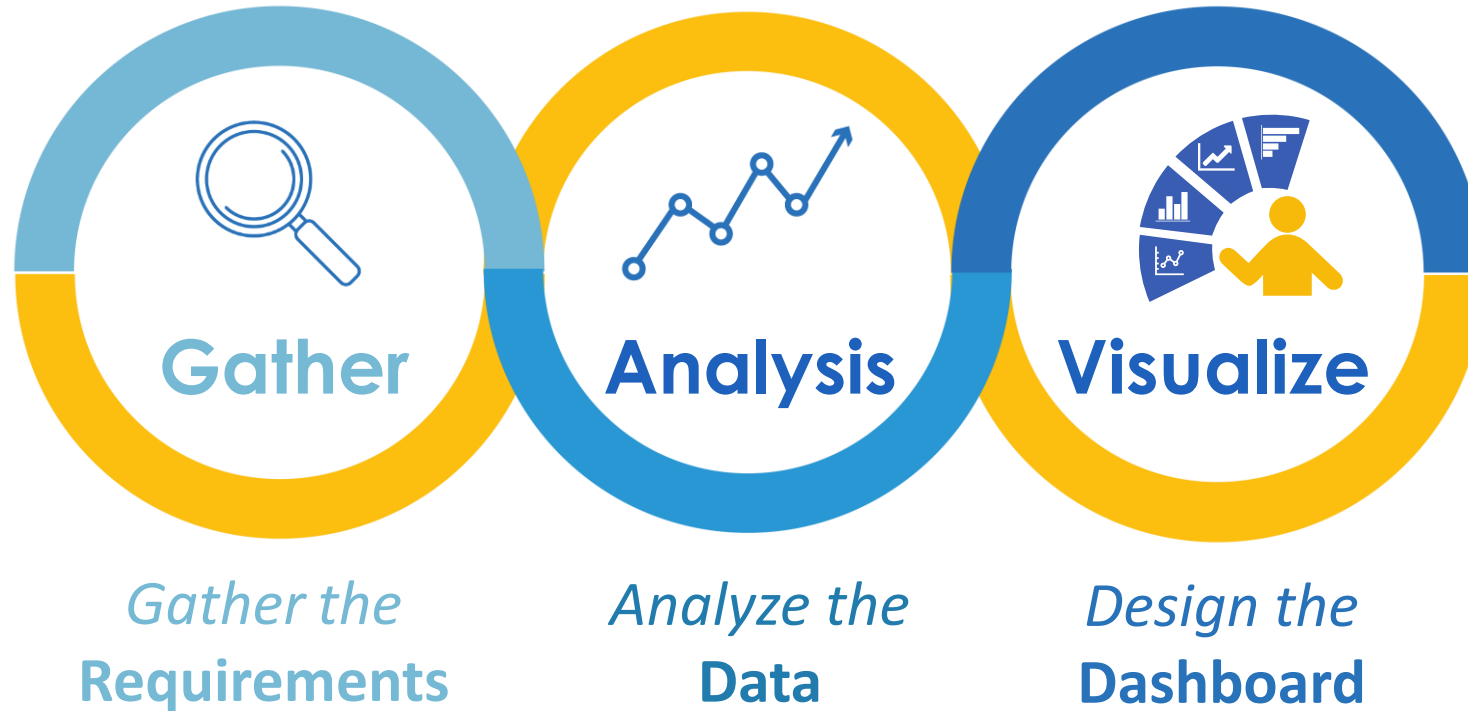 Gather
Analysis
Visualize
Gather the
Requirements
Analyze the
Data
Design the
Dashboard